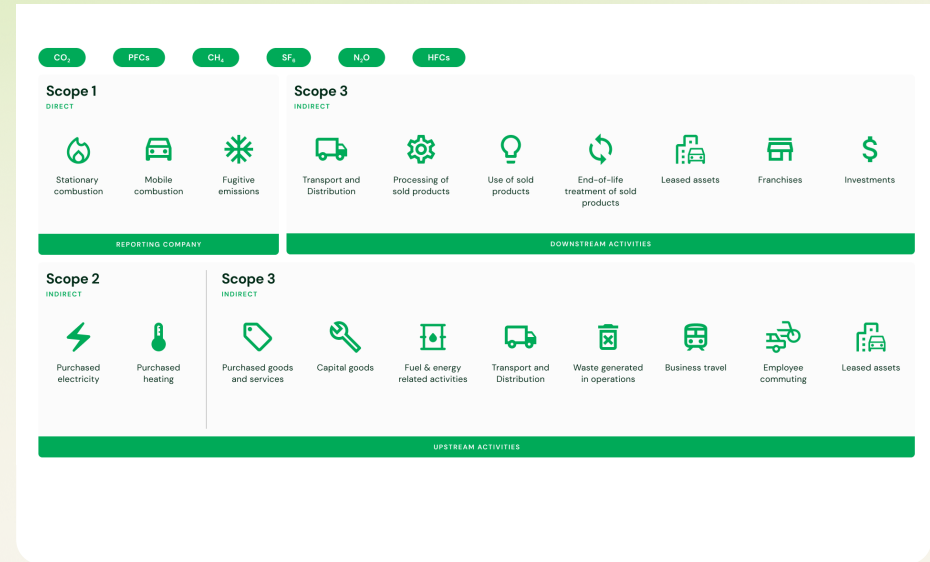 CO₂
PFCs
CH₄
SF₆
N₂O
HFCs
Scope 1
DIRECT
Stationary
combustion
Mobile
combustion
Fugitive
emissions
REPORTING COMPANY
Scope 3
INDIRECT
Transport and
Distribution
Processing of
sold products
Use of sold
products
End-of-life
treatment of sold
products
Leased assets
Franchises
Investments
DOWNSTREAM ACTIVITIES
Scope 2
INDIRECT
Purchased
electricity
Purchased
heating
Scope 3
INDIRECT
Purchased goods
and services
Capital goods
Fuel & energy
related activities
Transport and
Distribution
Waste generated
in operations
Business travel
Employee
commuting
Leased assets
UPSTREAM ACTIVITIES